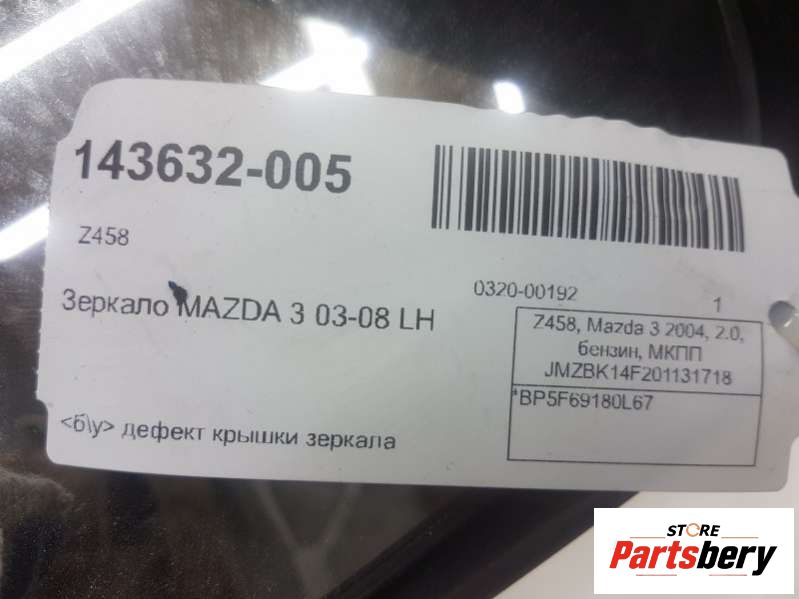 143632-005
Z458
Зеркало MAZDA 3 03-08 LH
<б\у> дефект крышки зеркала
0320-00192
1
Z458, Mazda 3 2004, 2.0,
бензин, МКПП
JMZBK14F201131718
*BP5F69180L67
STORE
Partsbery